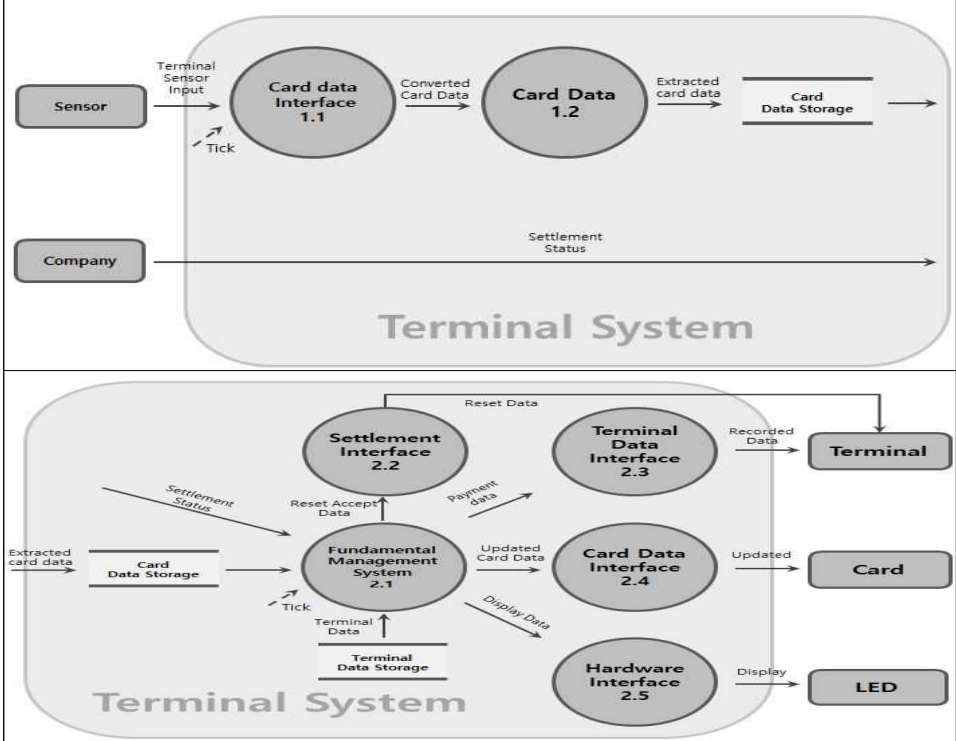 Terminal
Sensor
Input
Sensor
Card data
Interface
1.1
Tick
Converted
Card Data
Card Data
1.2
Extracted
card data
Card
Data Storage
Company
Settlement
Status
Terminal System
Reset Data
Settlement
Interface
2.2
Terminal
Data
Interface
2.3
Recorded
Data
Terminal
Settlement
Status
Reset Accept
Data
Payment
data
Extracted
card data
Card
Data Storage
Fundamental
Management
System
2.1
Updated
Card Data
Card Data
Interface
2.4
Updated
Card
Tick
Terminal
Data
Display Data
Terminal
Data Storage
Hardware
Interface
2.5
Display
LED
Terminal System